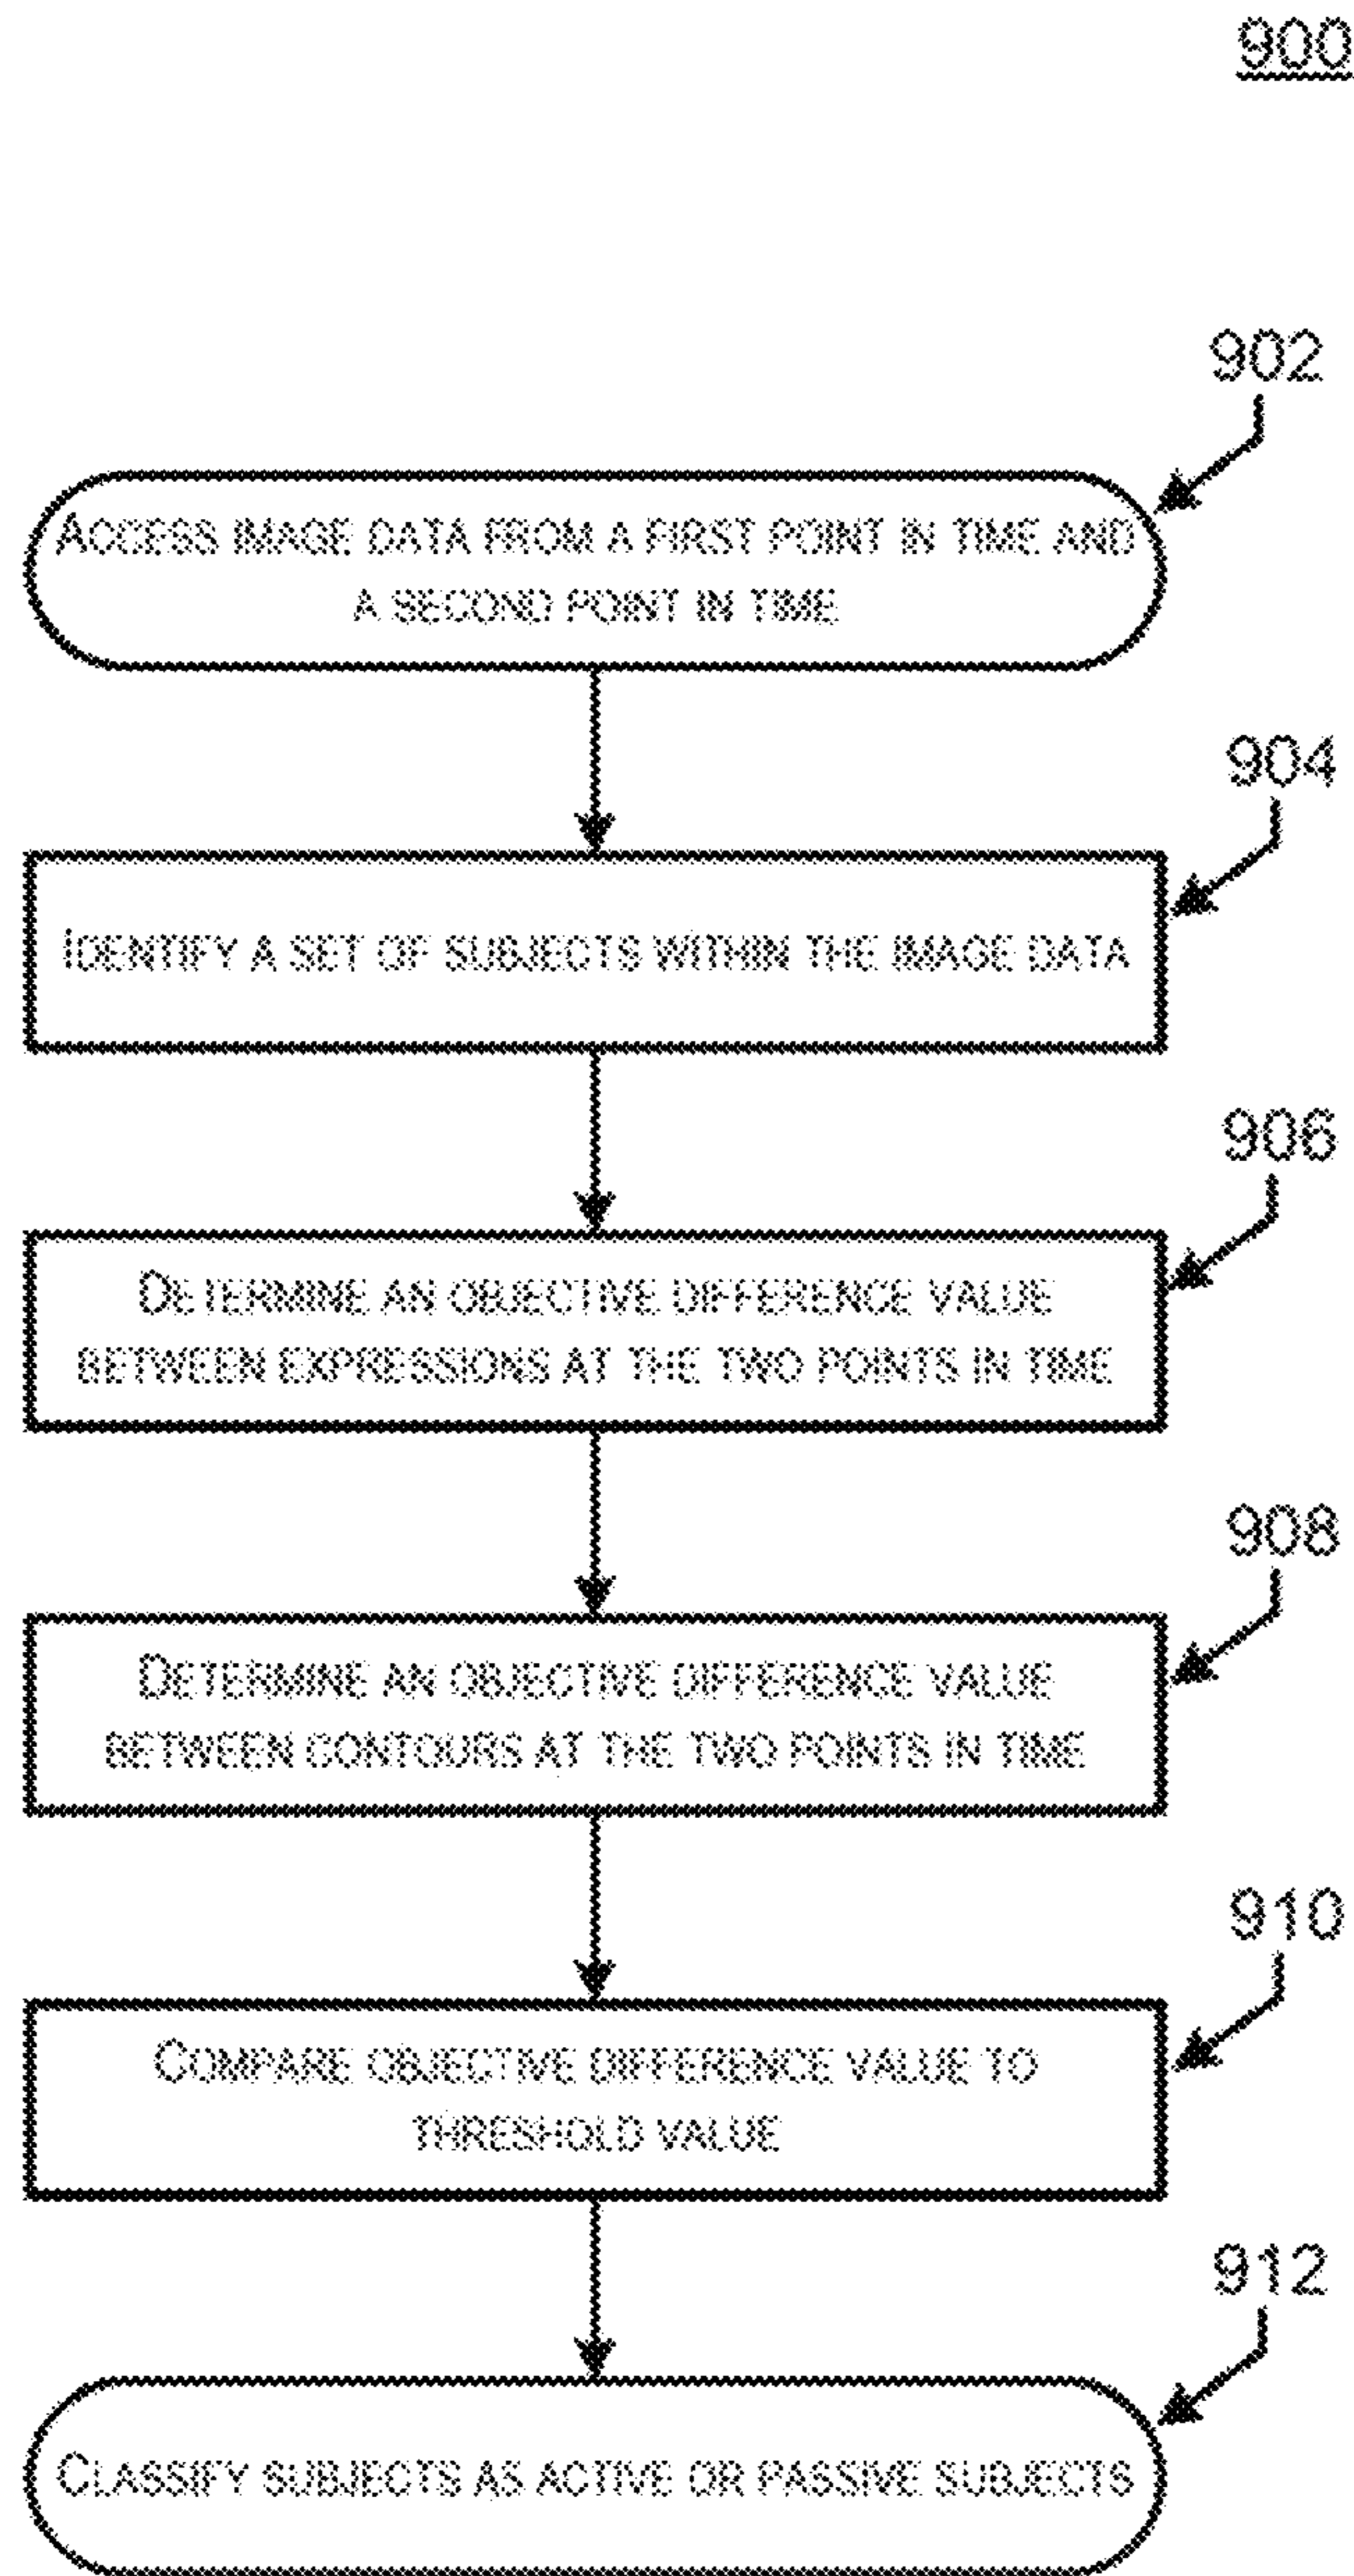 900
902
ACCESS IMAGE DATA FROM A FIRST POINT IN TIME AND
A SECOND POINT IN TIME
904
IDENTIFY A SET OF SUBJECTS WITHIN THE IMAGE DATA
906
DETERMINE AN OBJECTIVE DIFFERENCE VALUE
BETWEEN EXPRESSIONS AT THE TWO POINTS IN TIME
908
DETERMINE AN OBJECTIVE DIFFERENCE VALUE
BETWEEN CONTOURS AT THE TWO POINTS IN TIME
910
COMPARE OBJECTIVE DIFFERENCE VALUE TO
THRESHOLD VALUE
912
CLASSIFY SUBJECTS AS ACTIVE OR PASSIVE SUBJECTS